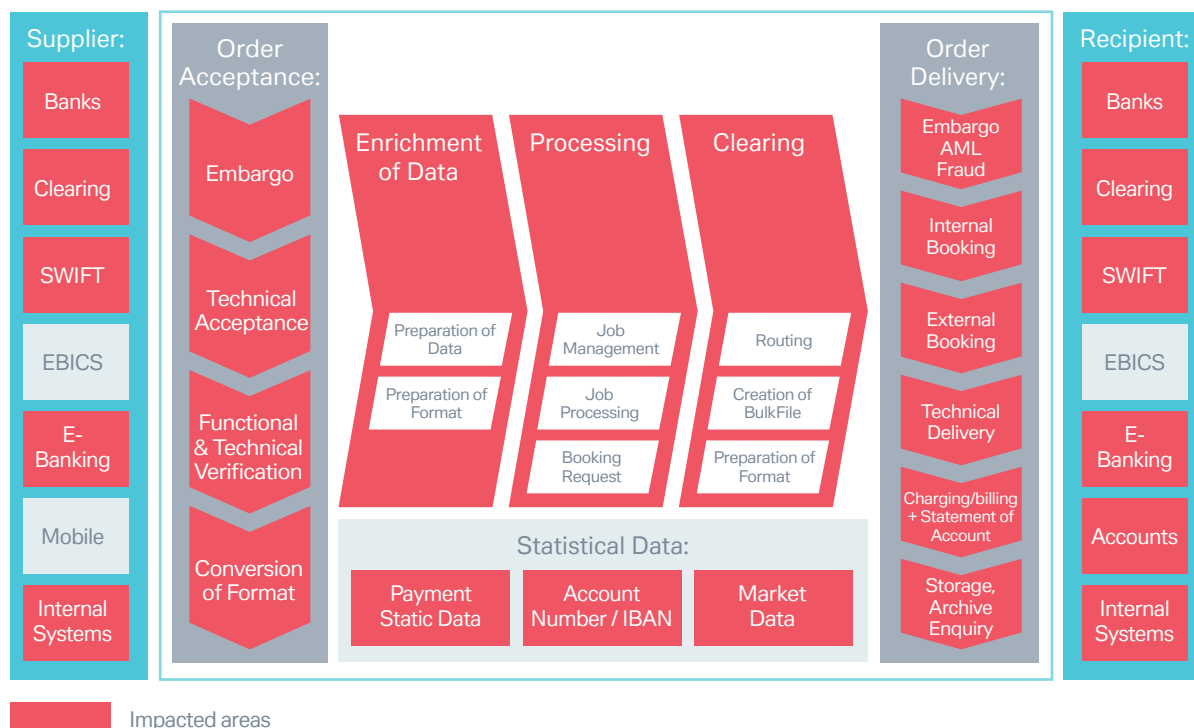 Supplier:
Banks
Clearing
SWIFT
EBICS
E-
Banking
Mobile
Internal
Systems
Order
Acceptance:
Embargo
Technical
Acceptance
Functional
& Technical
Verification
Conversion
of Format
Enrichment
of Data
Preparation of
Data
Preparation of
Format
Processing
Job
Management
Job
Processing
Booking
Request
Clearing
Routing
Creation of
BulkFile
Preparation of
Format
Statistical Data:
Payment
Static Data
Account
Number / IBAN
Market
Data
Order
Delivery:
Embargo
AML
Fraud
Internal
Booking
External
Booking
Technical
Delivery
Charging/billing
+ Statement of
Account
Storage,
Archive
Enquiry
Recipient:
Banks
Clearing
SWIFT
EBICS
E-
Banking
Accounts
Internal
Systems
Impacted areas